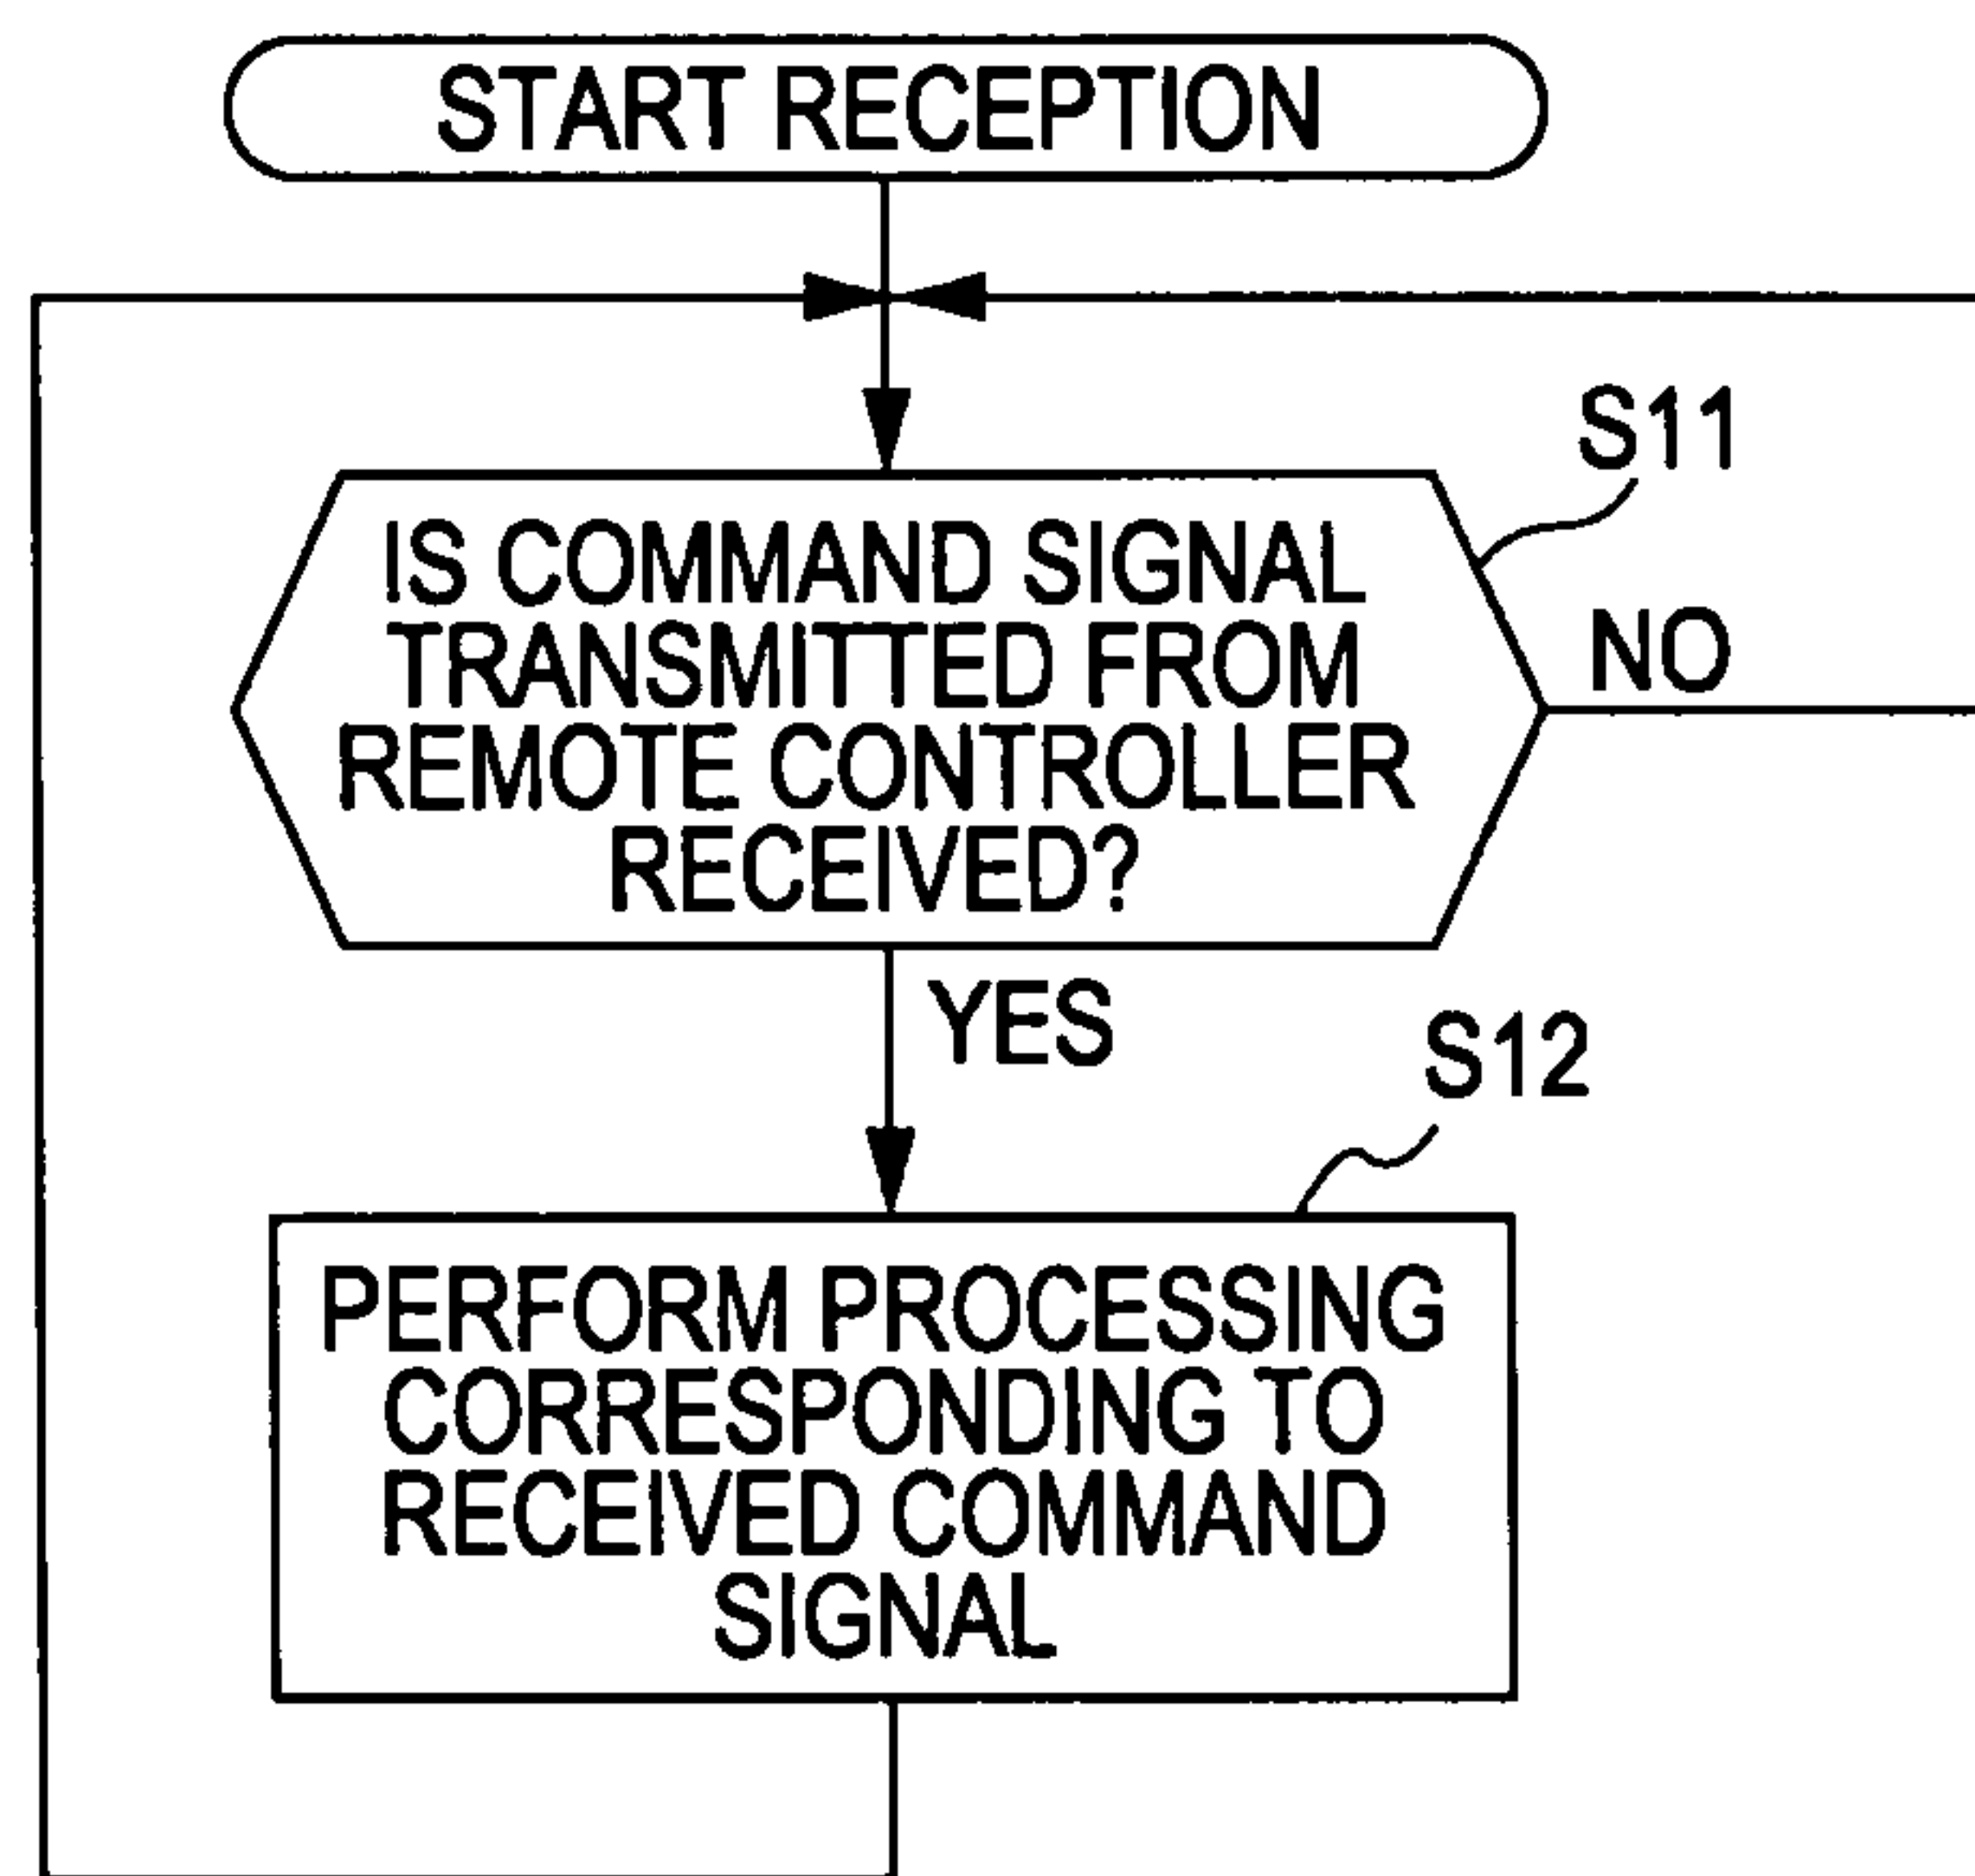 START RECEPTION
S11
IS COMMAND SIGNAL
TRANSMITTED FROM
REMOTE CONTROLLER
RECEIVED?
NO
YES
S12
PERFORM PROCESSING
CORRESPONDING TO
RECEIVED COMMAND
SIGNAL